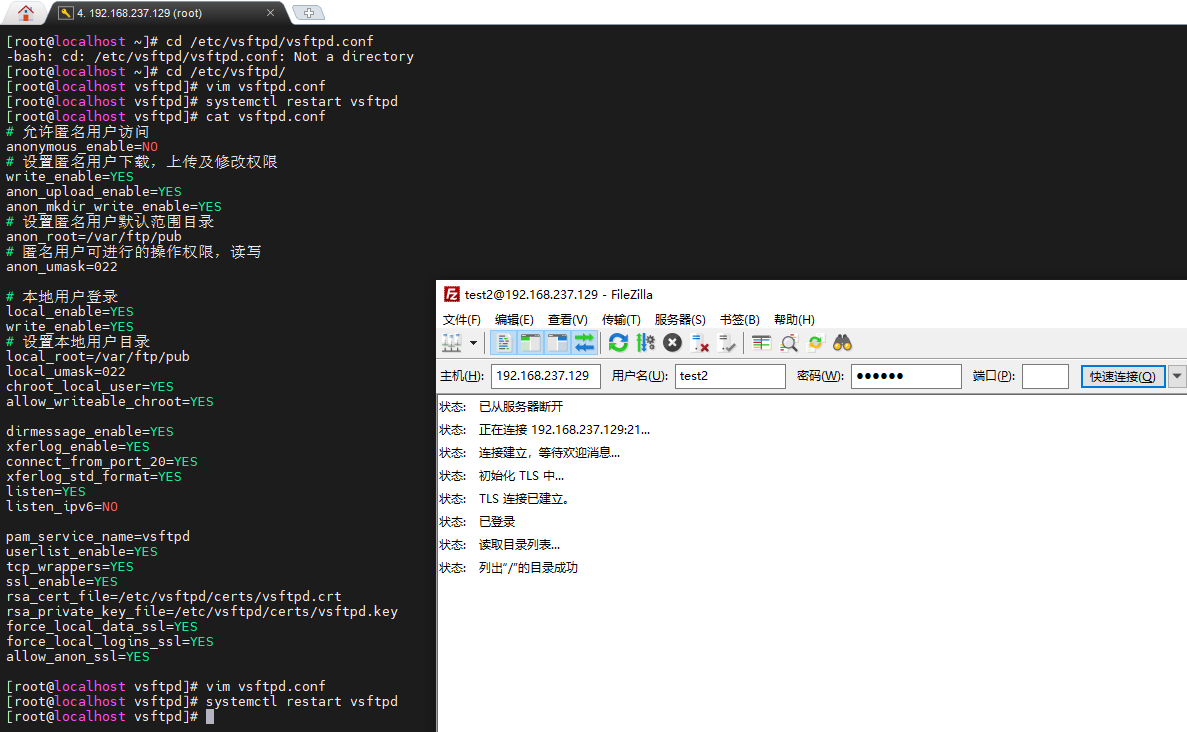 4. 192.168.237.129 (root)
[root@localhost ~]# cd /etc/vsftpd/vsftpd.conf
-bash: cd: /etc/vsftpd/vsftpd.conf: Not a directory
[root@localhost ~]# cd /etc/vsftpd/
[root@localhost vsftpd]# vim vsftpd.conf
[root@localhost vsftpd]# systemctl restart vsftpd
[root@localhost vsftpd]# cat vsftpd.conf
# 允许匿名用户访问
anonymous_enable=NO
# 设置匿名用户下载，上传及修改权限
write_enable=YES
anon_upload_enable=YES
anon_mkdir_write_enable=YES
# 设置匿名用户默认范围目录
anon_root=/var/ftp/pub
# 匿名用户可进行的操作权限，读写
anon_umask=022
# 本地用户登录
local_enable=YES
write_enable=YES
# 设置本地用户目录
local_root=/var/ftp/pub
local_umask=022
chroot_local_user=YES
allow_writeable_chroot=YES
dirmessage_enable=YES
xferlog_enable=YES
connect_from_port_20=YES
xferlog_std_format=YES
listen=YES
listen_ipv6=NO
pam_service_name=vsftpd
userlist_enable=YES
tcp_wrappers=YES
ssl_enable=YES
rsa_cert_file=/etc/vsftpd/certs/vsftpd.crt
rsa_private_key_file=/etc/vsftpd/certs/vsftpd.key
force_local_data_ssl=YES
force_local_logins_ssl=YES
allow_anon_ssl=YES
[root@localhost vsftpd]# vim vsftpd.conf
[root@localhost vsftpd]# systemctl restart vsftpd
[root@localhost vsftpd]#
test2@192.168.237.129 - FileZilla
文件(F) 编辑(E) 查看(V) 传输(T) 服务器(S) 书签(B) 帮助(H)
主机(H): 192.168.237.129 用户名(U): test2 密码(W): ●●●●●● 端口(P): 快速连接(Q)
状态: 已从服务器断开
状态: 正在连接 192.168.237.129:21...
状态: 连接建立，等待欢迎消息...
状态: 初始化 TLS 中...
状态: TLS 连接已建立。
状态: 已登录
状态: 读取目录列表...
状态: 列出“/”的目录成功